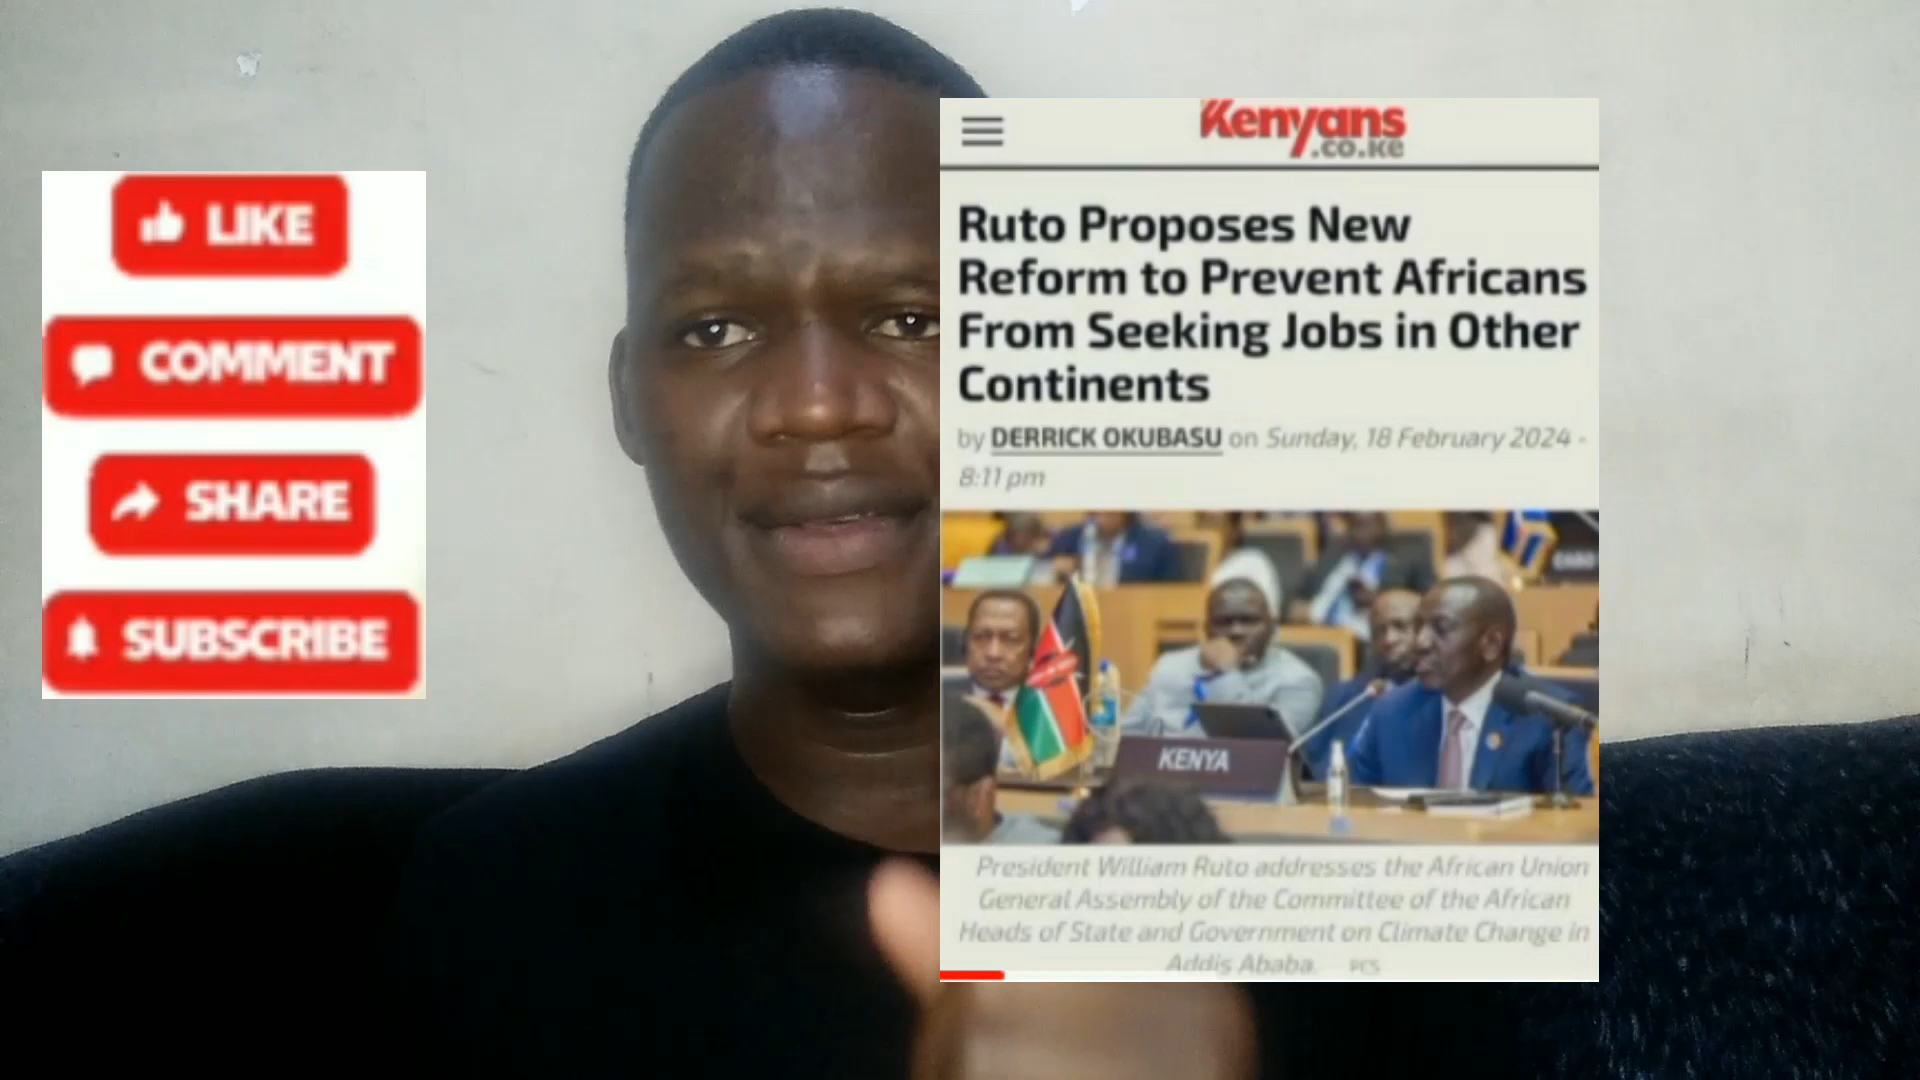 LIKE
COMMENT
SHARE
SUBSCRIBE
Kenyans
.co.ke
Ruto Proposes New
Reform to Prevent Africans
From Seeking Jobs in Other
Continents
by DERRICK OKUBASU on Sunday, 18 February 2024 -
8:11 pm
KENYA
President William Ruto addresses the African Union
General Assembly of the Committee of the African
Heads of State and Government on Climate Change in
Addis Ababa. PCS